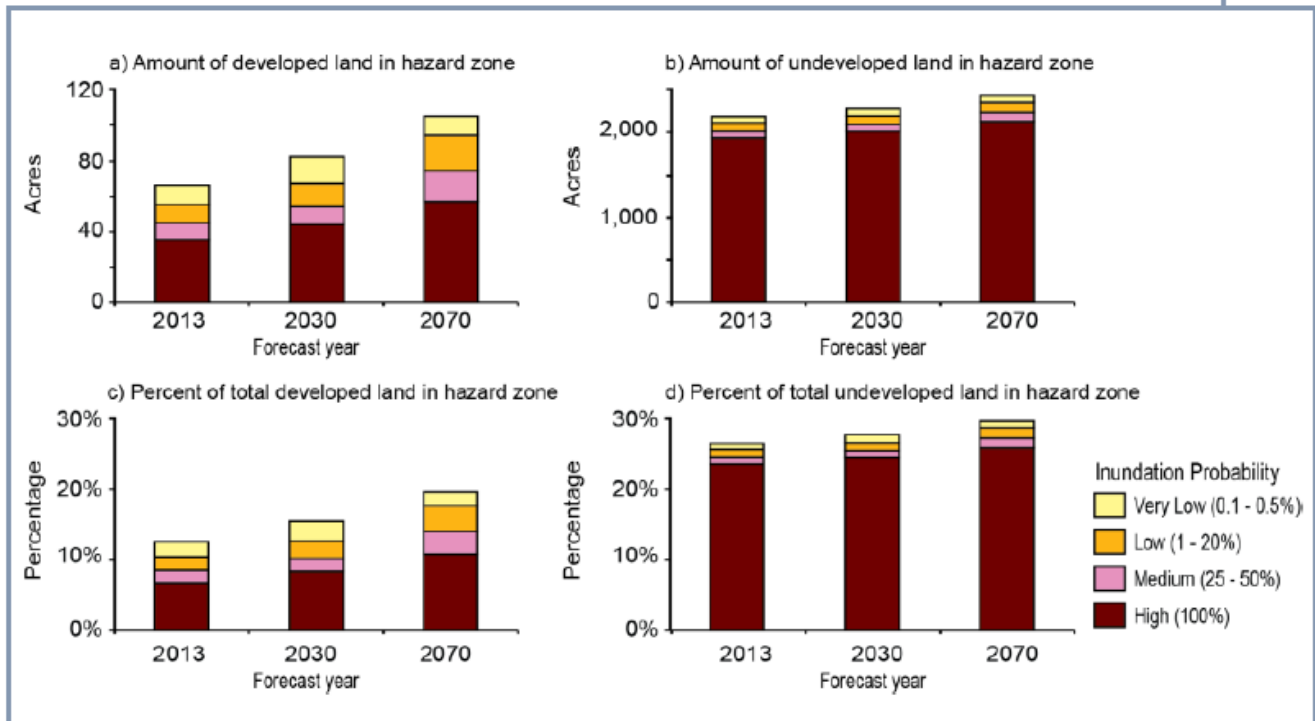 a) Amount of developed land in hazard zone
120
80
40
0
Acres
2013 2030 2070
Forecast year
b) Amount of undeveloped land in hazard zone
2,000
1,000
0
Acres
2013 2030 2070
Forecast year
c) Percent of total developed land in hazard zone
30%
20%
10%
0%
Percentage
2013 2030 2070
Forecast year
d) Percent of total undeveloped land in hazard zone
30%
20%
10%
0%
Percentage
2013 2030 2070
Forecast year
Inundation Probability
Very Low (0.1 - 0.5%)
Low (1 - 20%)
Medium (25 - 50%)
High (100%)